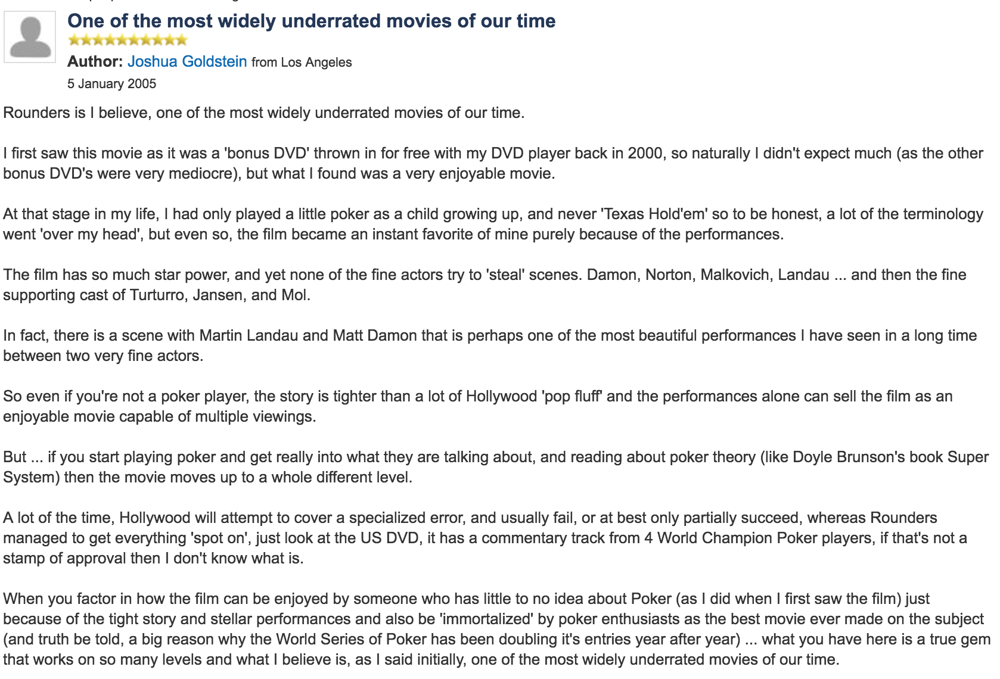 One of the most widely underrated movies of our time
Author: Joshua Goldstein from Los Angeles
5 January 2005
Rounders is I believe, one of the most widely underrated movies of our time.
I first saw this movie as it was a 'bonus DVD' thrown in for free with my DVD player back in 2000, so naturally I didn't expect much (as the other
bonus DVD's were very mediocre), but what I found was a very enjoyable movie.
At that stage in my life, I had only played a little poker as a child growing up, and never 'Texas Hold'em' so to be honest, a lot of the terminology
went 'over my head', but even so, the film became an instant favorite of mine purely because of the performances.
The film has so much star power, and yet none of the fine actors try to 'steal' scenes. Damon, Norton, Malkovich, Landau ... and then the fine
supporting cast of Turturro, Jansen, and Mol.
In fact, there is a scene with Martin Landau and Matt Damon that is perhaps one of the most beautiful performances I have seen in a long time
between two very fine actors.
So even if you're not a poker player, the story is tighter than a lot of Hollywood 'pop fluff' and the performances alone can sell the film as an
enjoyable movie capable of multiple viewings.
But ... if you start playing poker and get really into what they are talking about, and reading about poker theory (like Doyle Brunson's book Super
System) then the movie moves up to a whole different level.
A lot of the time, Hollywood will attempt to cover a specialized error, and usually fail, or at best only partially succeed, whereas Rounders
managed to get everything 'spot on', just look at the US DVD, it has a commentary track from 4 World Champion Poker players, if that's not a
stamp of approval then I don't know what is.
When you factor in how the film can be enjoyed by someone who has little to no idea about Poker (as I did when I first saw the film) just
because of the tight story and stellar performances and also be 'immortalized' by poker enthusiasts as the best movie ever made on the subject
(and truth be told, a big reason why the World Series of Poker has been doubling it's entries year after year) ... what you have here is a true gem
that works on so many levels and what I believe is, as I said initially, one of the most widely underrated movies of our time.